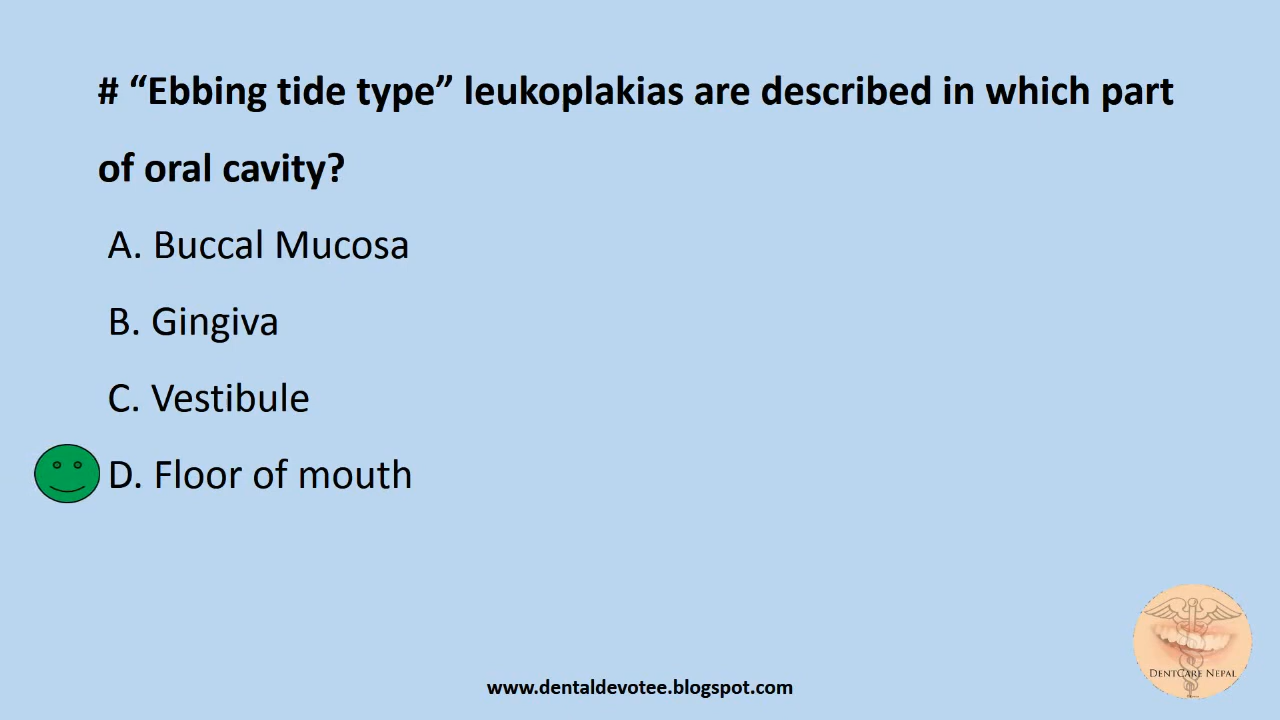 # “Ebbing tide type” leukoplakias are described in which part
of oral cavity?
A. Buccal Mucosa
B. Gingiva
C. Vestibule
D. Floor of mouth
DENTCARE NEPAL
www.dentaldevotee.blogspot.com